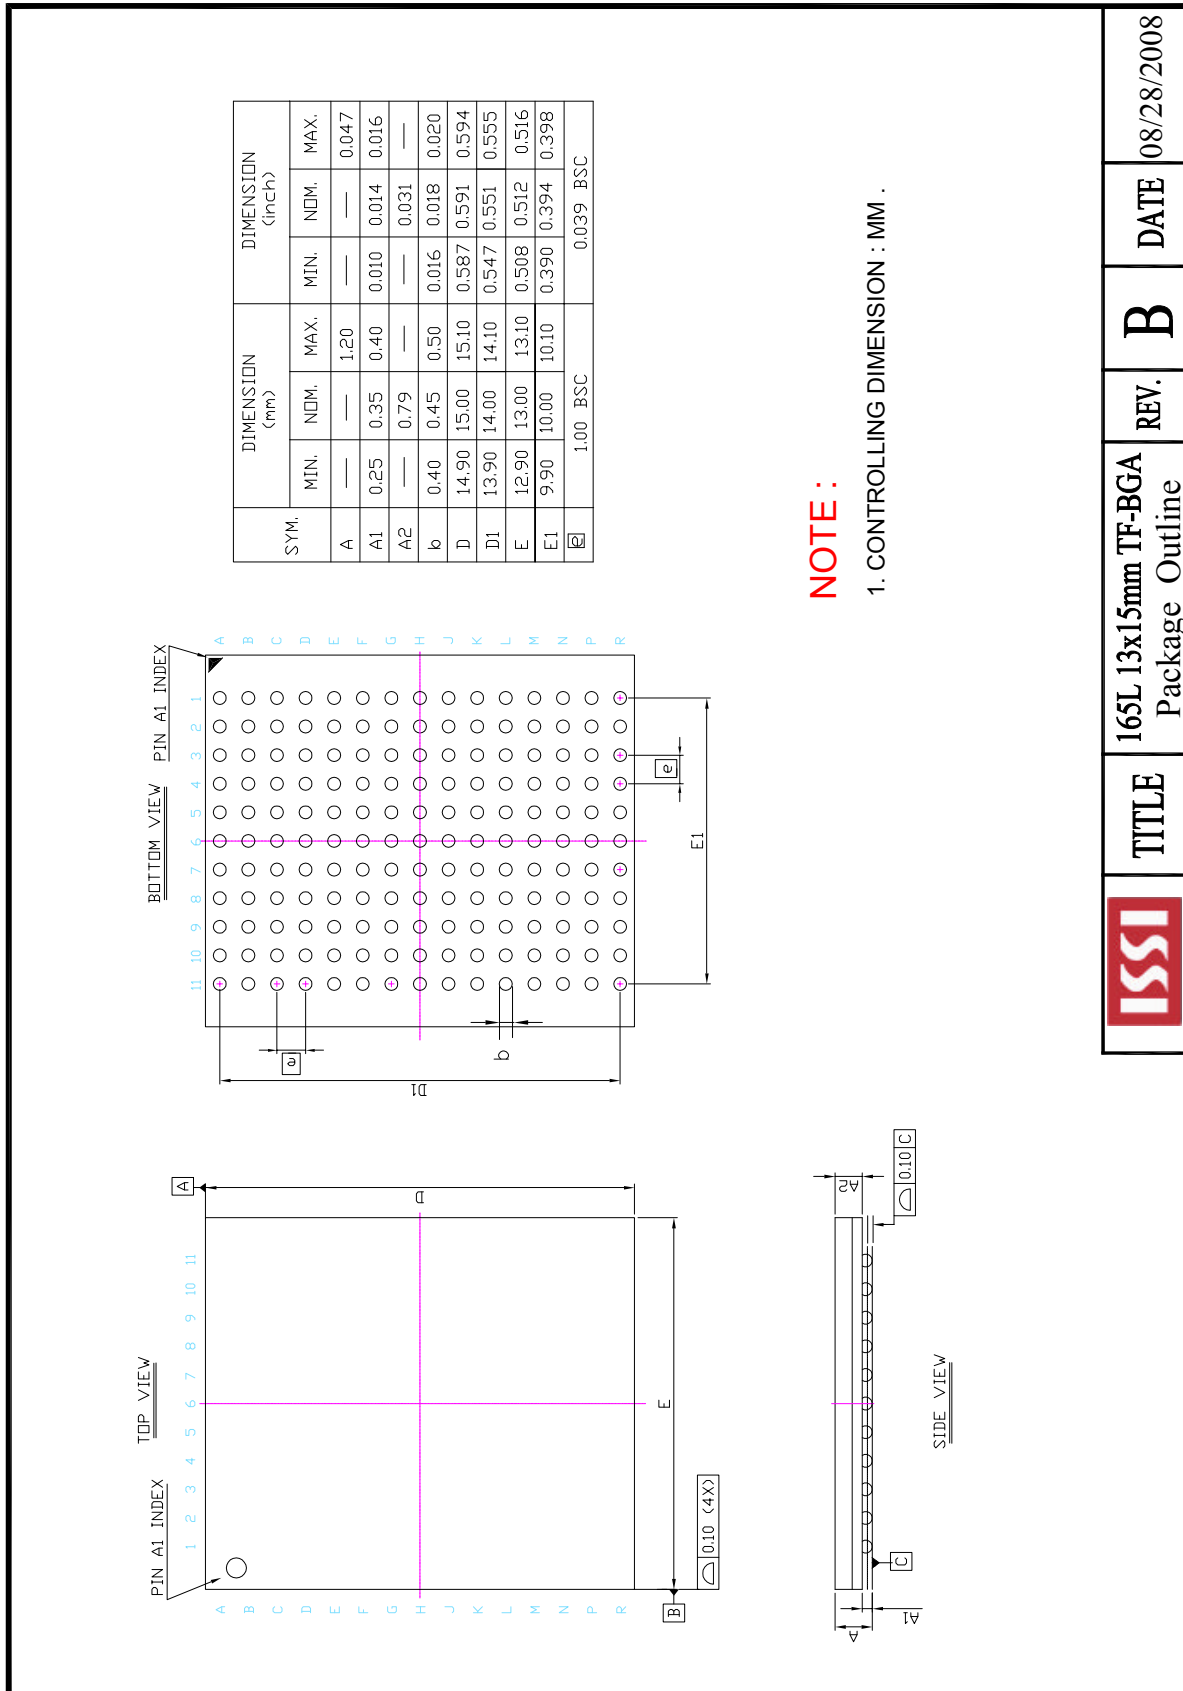 TOP VIEW
PIN A1 INDEX
1 2 3 4 5 6 7 8 9 10 11
A
B
C
D
E
F
G
H
J
K
L
M
N
P
R
A
D
E
B
0.10 (4X)
BOTTOM VIEW
PIN A1 INDEX
11 10 9 8 7 6 5 4 3 2 1
A
B
C
D
E
F
G
H
J
K
L
M
N
P
R
e
D1
b
e
E1
SYM. DIMENSION (mm) DIMENSION (inch)
MIN. NOM. MAX. MIN. NOM. MAX.
A — — 1.20 — — 0.047
A1 0.25 0.35 0.40 0.010 0.014 0.016
A2 — 0.79 — — 0.031 —
b 0.40 0.45 0.50 0.016 0.018 0.020
D 14.90 15.00 15.10 0.587 0.591 0.594
D1 13.90 14.00 14.10 0.547 0.551 0.555
E 12.90 13.00 13.10 0.508 0.512 0.516
E1 9.90 10.00 10.10 0.390 0.394 0.398
e 1.00 BSC 0.039 BSC
A
A1
C
A2
0.10 C
SIDE VIEW
NOTE :
1. CONTROLLING DIMENSION : MM .
ISSI
TITLE
165L 13x15mm TF-BGA
Package Outline
REV.
B
DATE
08/28/2008